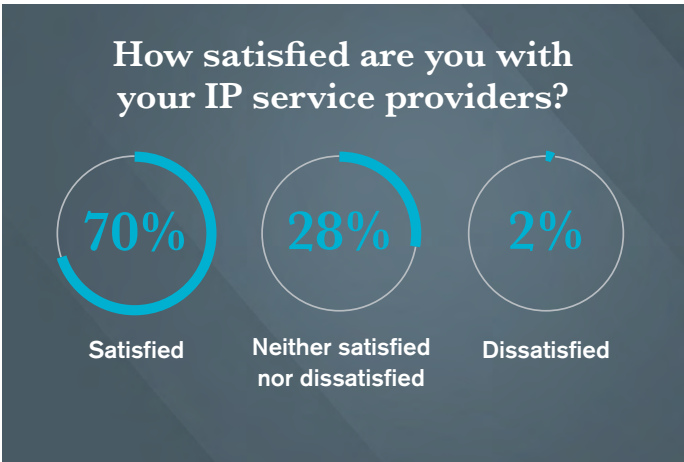 How satisfied are you with
your IP service providers?
70%
28%
2%
Satisfied
Neither satisfied
nor dissatisfied
Dissatisfied